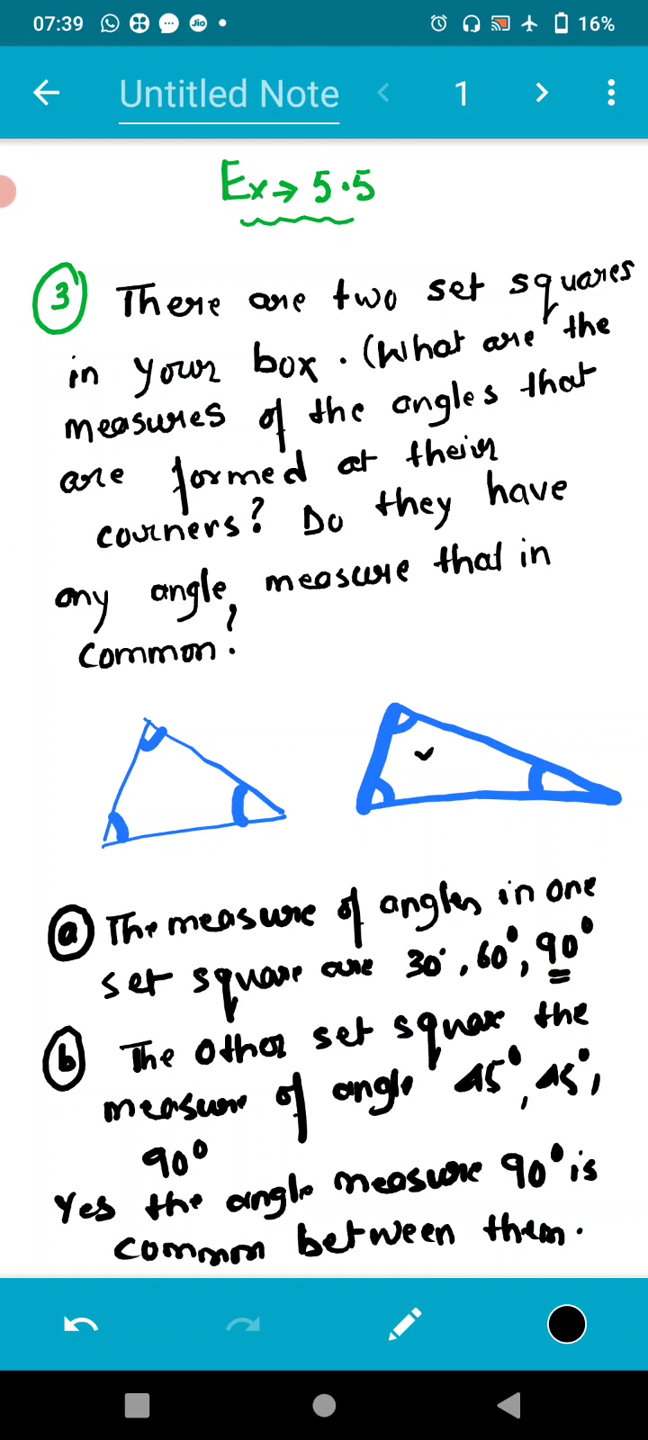 07:39
Jio
16%
Untitled Note
1
Ex→ 5.5
3 There are two set squares
in your box. (What are the
measures of the angles that
are formed at their
corners? Do they have
any angle, measure that in
common.
a The measure of angles in one
set square are 30°, 60°, 90°
b The other set square the
measure of angle 45°, 45°,
90°
Yes the angle measure 90° is
common between them.